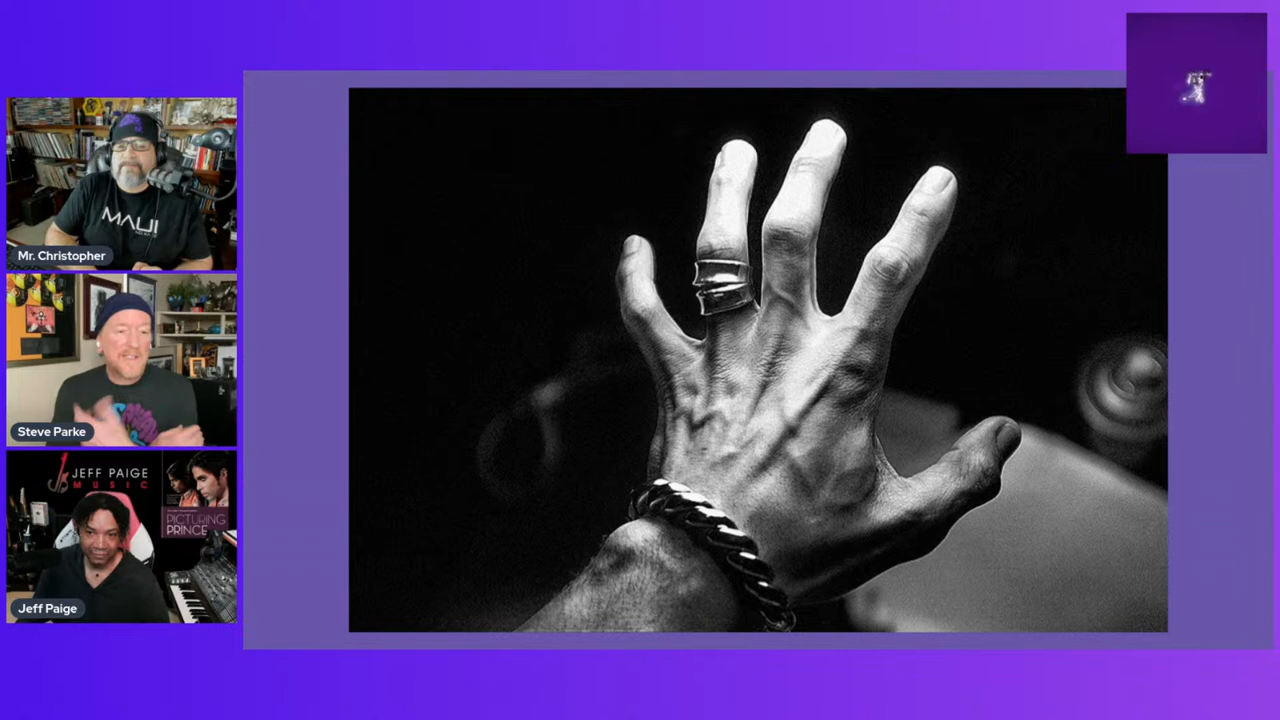 MAUI
Mr. Christopher
Steve Parke
JEFF PAIGE
MUSIC
PICTURING
PRINCE
Jeff Paige